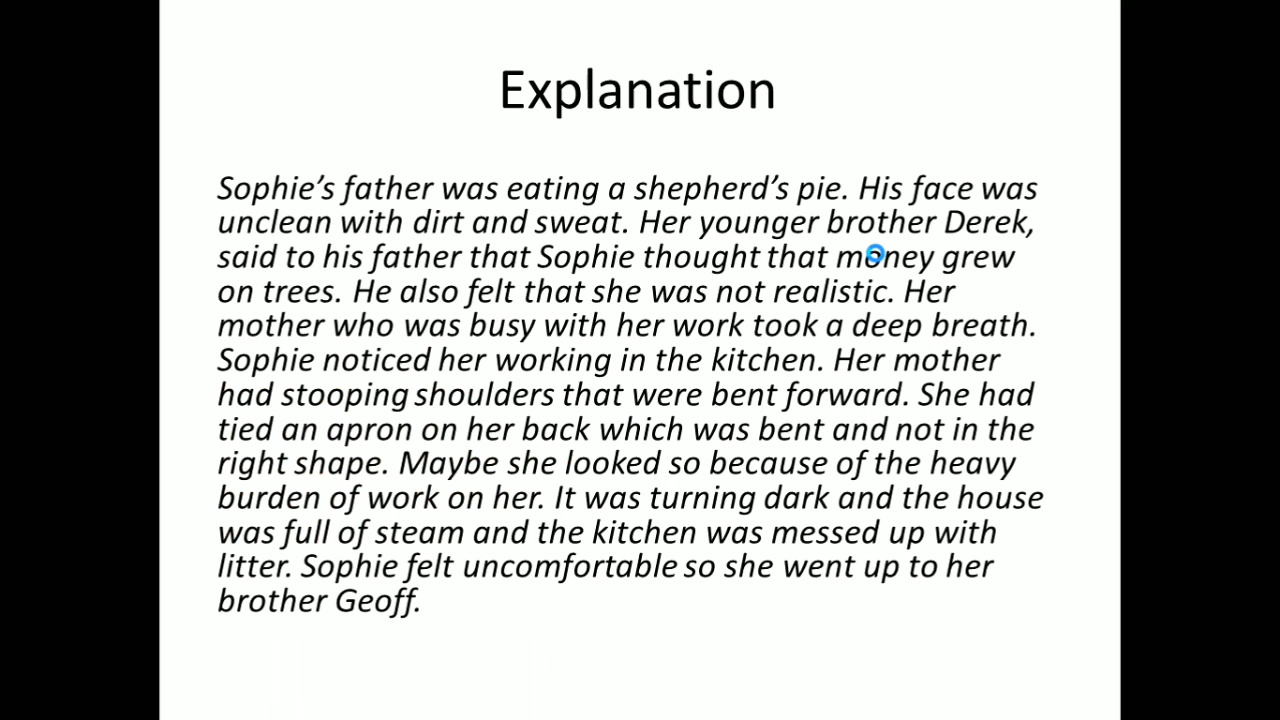 Explanation
Sophie’s father was eating a shepherd’s pie. His face was
unclean with dirt and sweat. Her younger brother Derek,
said to his father that Sophie thought that money grew
on trees. He also felt that she was not realistic. Her
mother who was busy with her work took a deep breath.
Sophie noticed her working in the kitchen. Her mother
had stooping shoulders that were bent forward. She had
tied an apron on her back which was bent and not in the
right shape. Maybe she looked so because of the heavy
burden of work on her. It was turning dark and the house
was full of steam and the kitchen was messed up with
litter. Sophie felt uncomfortable so she went up to her
brother Geoff.